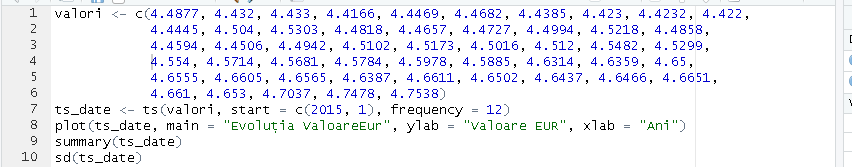 1 valori <- c(4.4877, 4.432, 4.433, 4.4166, 4.4469, 4.4682, 4.4385, 4.423, 4.4232, 4.422,
2 4.4445, 4.504, 4.5303, 4.4818, 4.4657, 4.4727, 4.4994, 4.5218, 4.4858,
3 4.4594, 4.4506, 4.4942, 4.5102, 4.5173, 4.5016, 4.512, 4.5482, 4.5299,
4 4.554, 4.5714, 4.5681, 4.5784, 4.5978, 4.5885, 4.6314, 4.6359, 4.65,
5 4.6555, 4.6605, 4.6565, 4.6387, 4.6611, 4.6502, 4.6437, 4.6466, 4.6651,
6 4.661, 4.653, 4.7037, 4.7478, 4.7538)
7 ts_date <- ts(valori, start = c(2015, 1), frequency = 12)
8 plot(ts_date, main = "Evoluția ValoareEur", ylab = "Valoare EUR", xlab = "Ani")
9 summary(ts_date)
10 sd(ts_date)